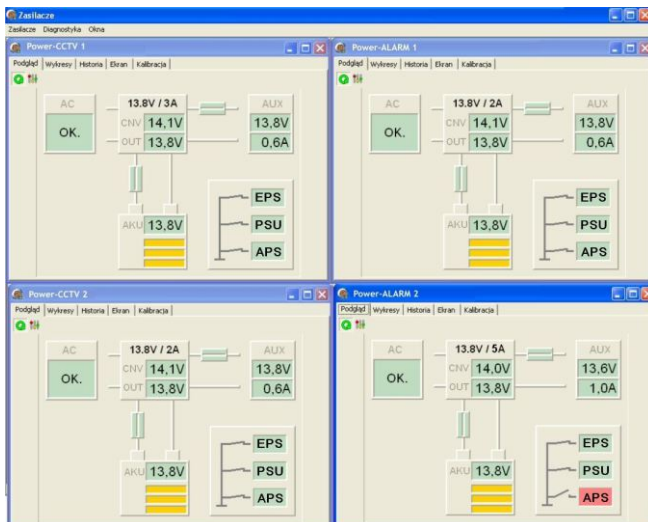 Zasilacze
Zasilacze Diagnostyka Okna
Power-CCTV 1
Podgląd Wykresy Historia Ekran Kalibracja
AC
OK.
13.8V / 3A
CNV 14,1V
OUT 13,8V
AUX
13,8V
0,6A
AKU 13,8V
EPS
PSU
APS
Power-ALARM 1
Podgląd Wykresy Historia Ekran Kalibracja
AC
OK.
13.8V / 2A
CNV 14,1V
OUT 13,8V
AUX
13,8V
0,6A
AKU 13,8V
EPS
PSU
APS
Power-CCTV 2
Podgląd Wykresy Historia Ekran Kalibracja
AC
OK.
13.8V / 2A
CNV 14,1V
OUT 13,8V
AUX
13,8V
0,6A
AKU 13,8V
EPS
PSU
APS
Power-ALARM 2
Podgląd Wykresy Historia Ekran Kalibracja
AC
OK.
13.8V / 5A
CNV 14,0V
OUT 13,8V
AUX
13,6V
1,0A
AKU 13,8V
EPS
PSU
APS